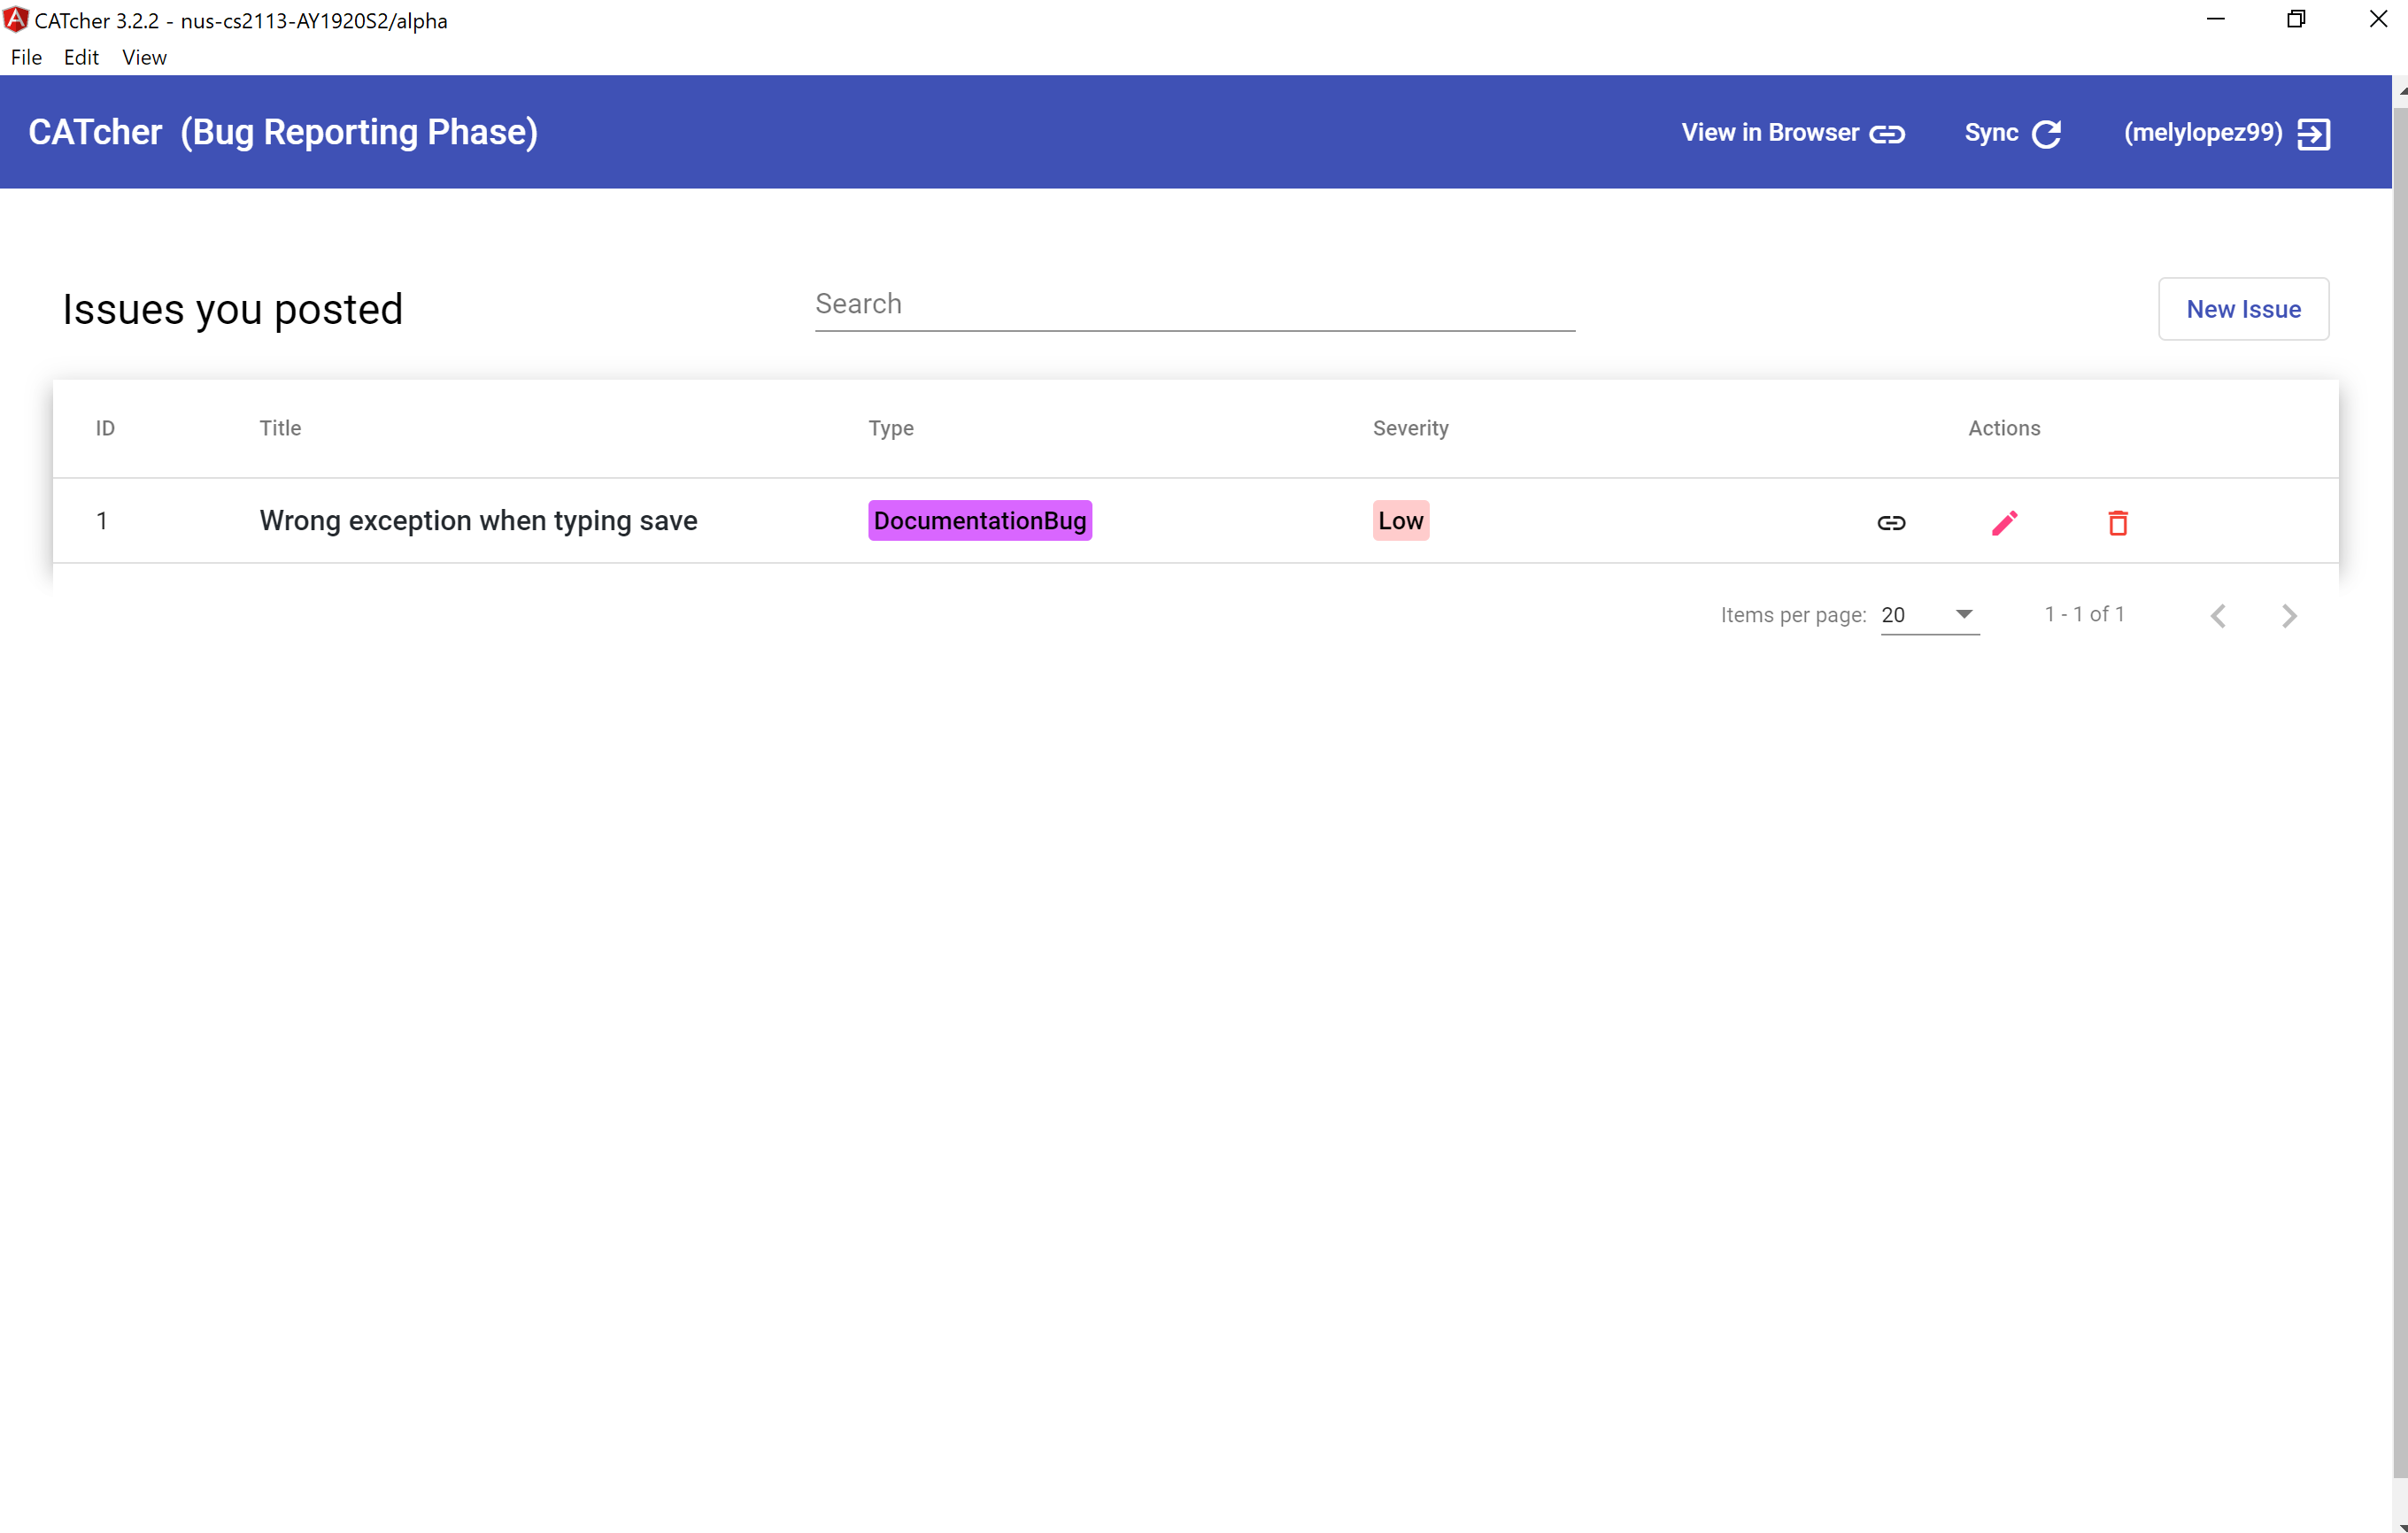 CATcher 3.2.2 - nus-cs2113-AY1920S2/alpha
File Edit View
CATcher (Bug Reporting Phase)
View in Browser Sync (melylopez99)
Issues you posted
Search
New Issue
ID Title Type Severity Actions
1 Wrong exception when typing save DocumentationBug Low
Items per page: 20 1 - 1 of 1